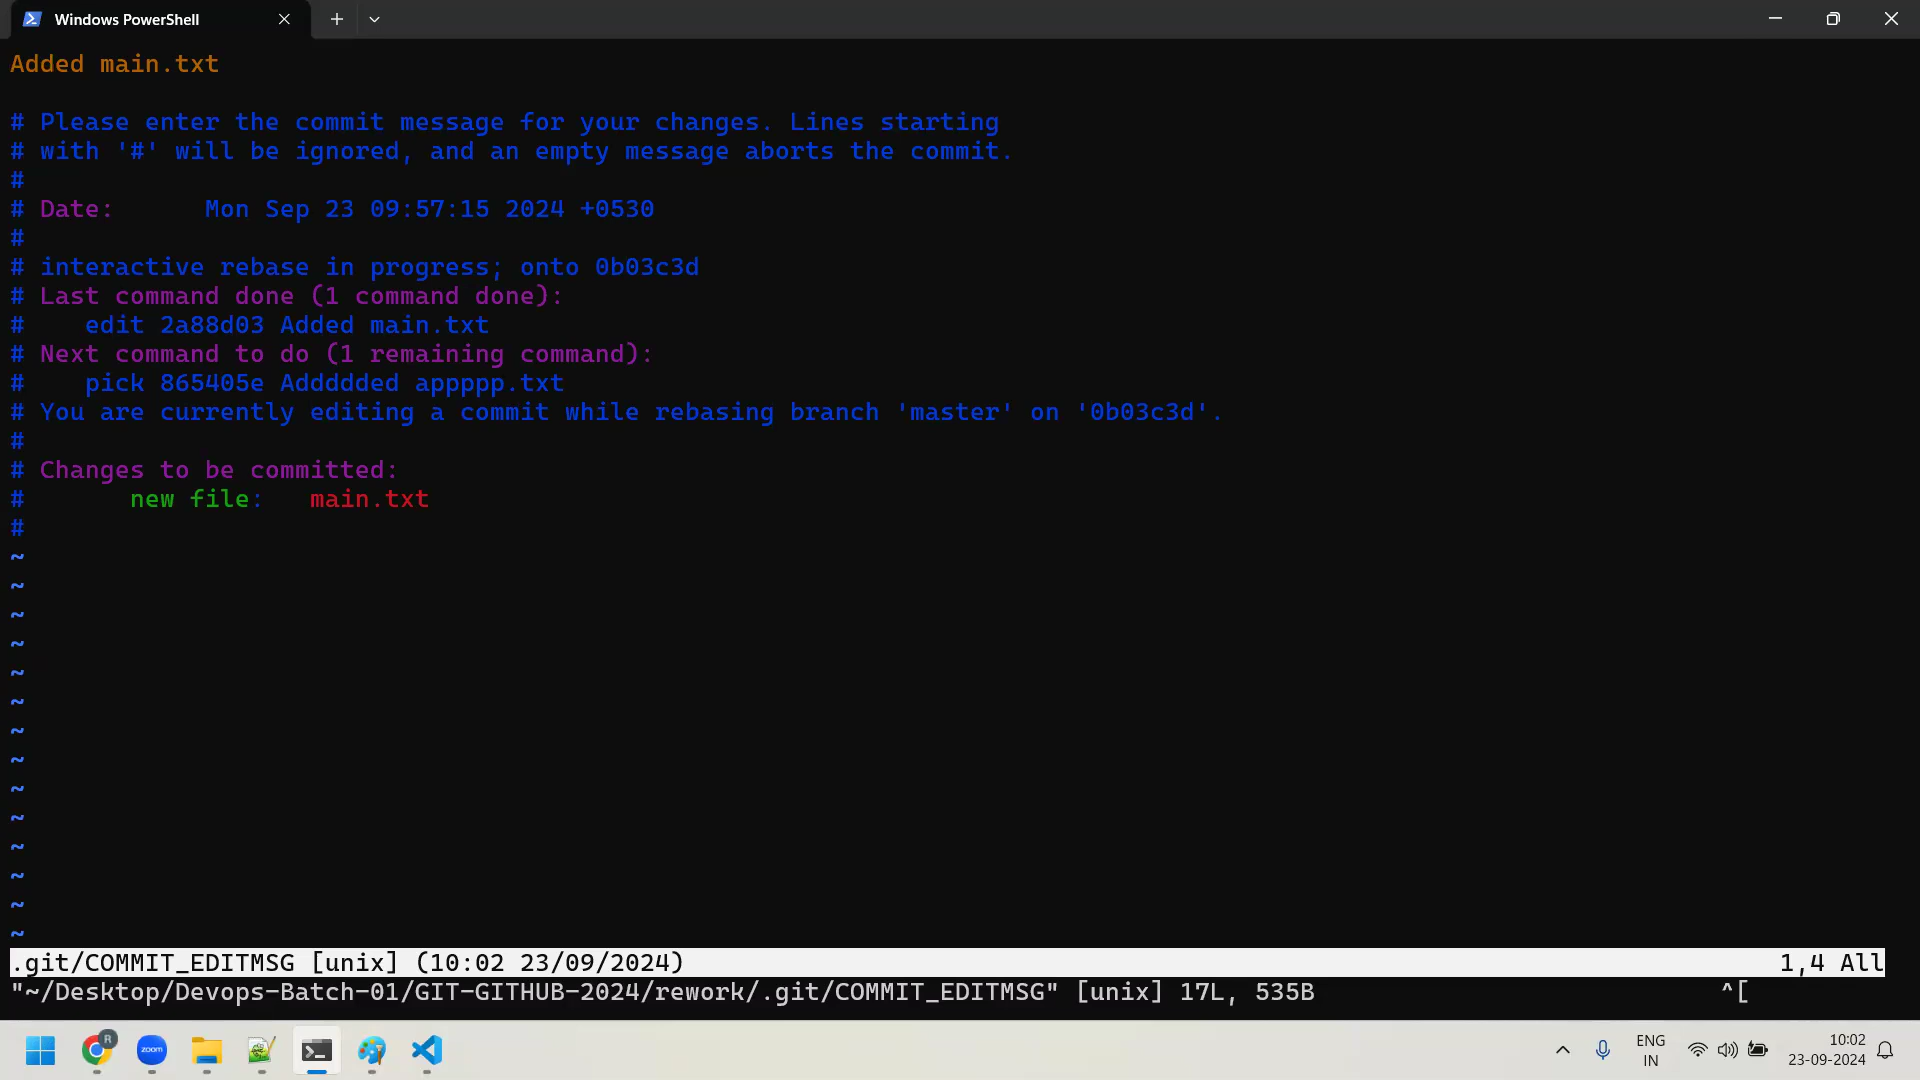 Windows PowerShell
Added main.txt
# Please enter the commit message for your changes. Lines starting
# with '#' will be ignored, and an empty message aborts the commit.
#
# Date:      Mon Sep 23 09:57:15 2024 +0530
#
# interactive rebase in progress; onto 0b03c3d
# Last command done (1 command done):
#    edit 2a88d03 Added main.txt
# Next command to do (1 remaining command):
#    pick 865405e Adddddded appppp.txt
# You are currently editing a commit while rebasing branch 'master' on '0b03c3d'.
#
# Changes to be committed:
#       new file:   main.txt
#
~
~
~
~
~
~
~
~
~
~
~
~
~
~
.git/COMMIT_EDITMSG [unix] (10:02 23/09/2024) 1,4 All
"~/Desktop/Devops-Batch-01/GIT-GITHUB-2024/rework/.git/COMMIT_EDITMSG" [unix] 17L, 535B ^[
R
zoom
ENG
IN
10:02
23-09-2024